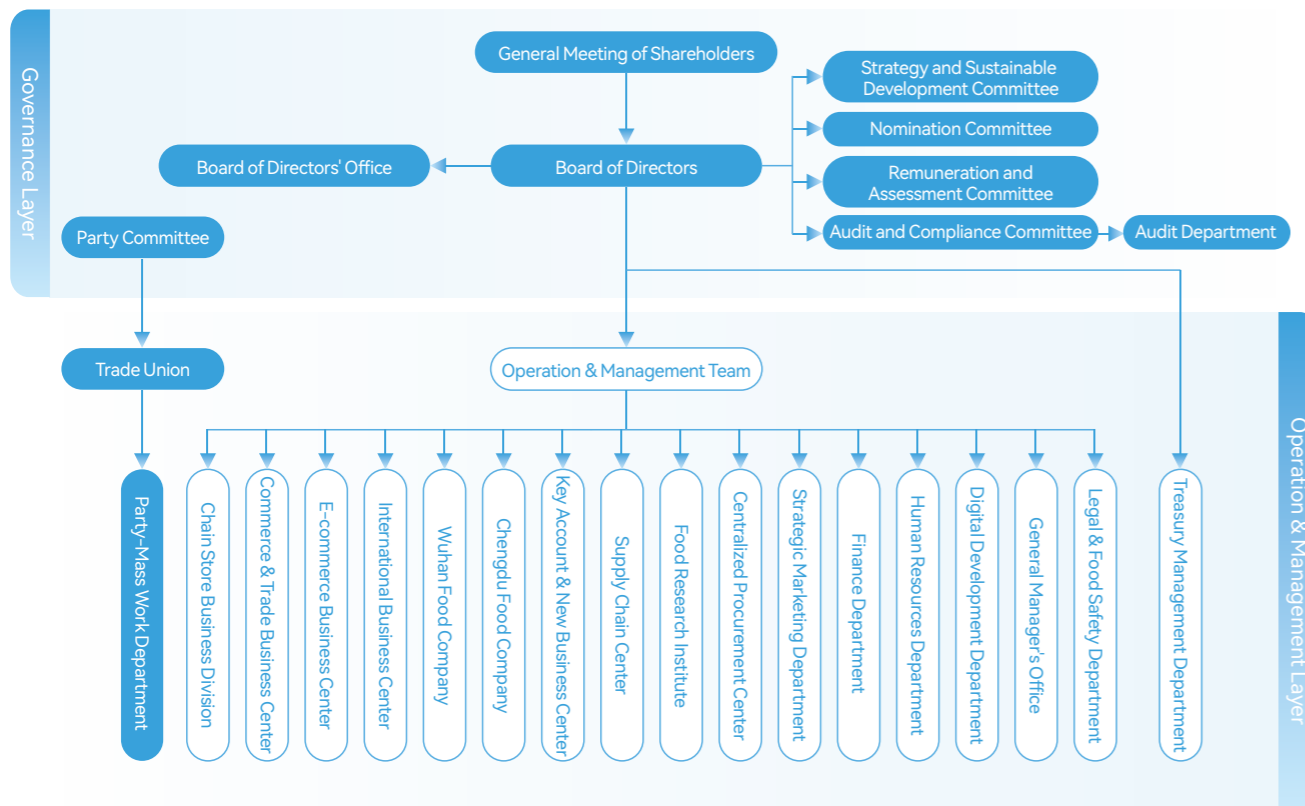 Governance Layer
General Meeting of Shareholders
Strategy and Sustainable
Development Committee
Nomination Committee
Board of Directors' Office
Board of Directors
Remuneration and
Assessment Committee
Party Committee
Audit and Compliance Committee
Audit Department
Trade Union
Operation & Management Team
Operation & Management Layer
Party-Mass Work Department
Chain Store Business Division
Commerce & Trade Business Center
E-commerce Business Center
International Business Center
Wuhan Food Company
Chengdu Food Company
Key Account & New Business Center
Supply Chain Center
Food Research Institute
Centralized Procurement Center
Strategic Marketing Department
Finance Department
Human Resources Department
Digital Development Department
General Manager's Office
Legal & Food Safety Department
Treasury Management Department